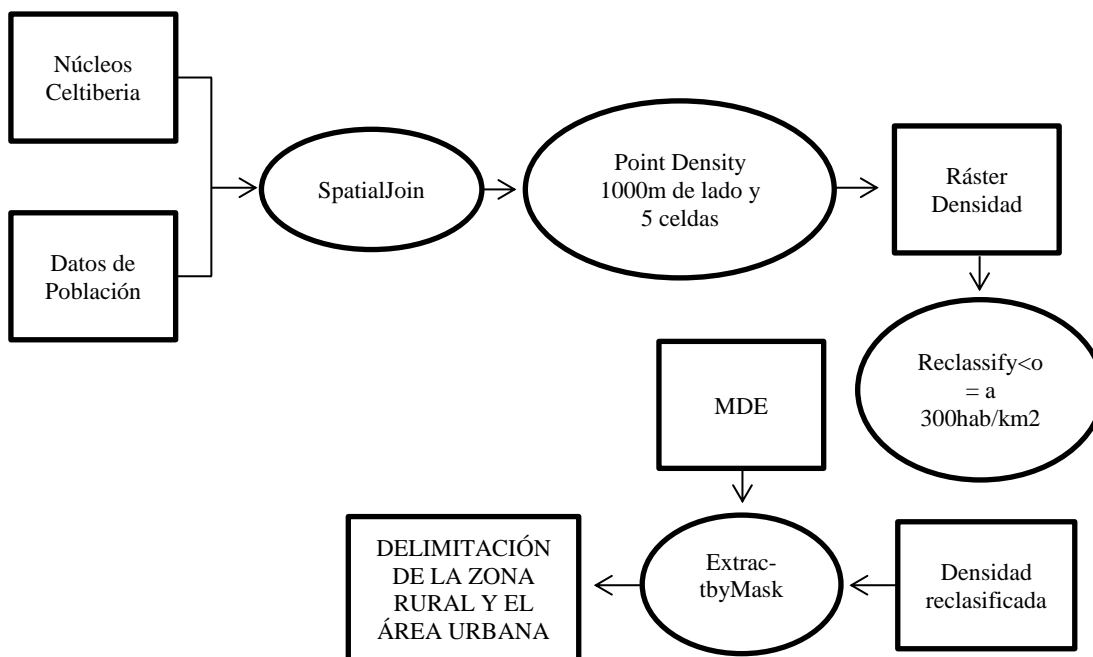 Núcleos
Celtiberia
Datos de
Población
SpatialJoin
Point Density
1000m de lado y
5 celdas
Ráster
Densidad
Reclassify<o
= a
300hab/km2
MDE
Extrac-
tbyMask
Densidad
reclasificada
DELIMITACIÓN
DE LA ZONA
RURAL Y EL
ÁREA URBANA